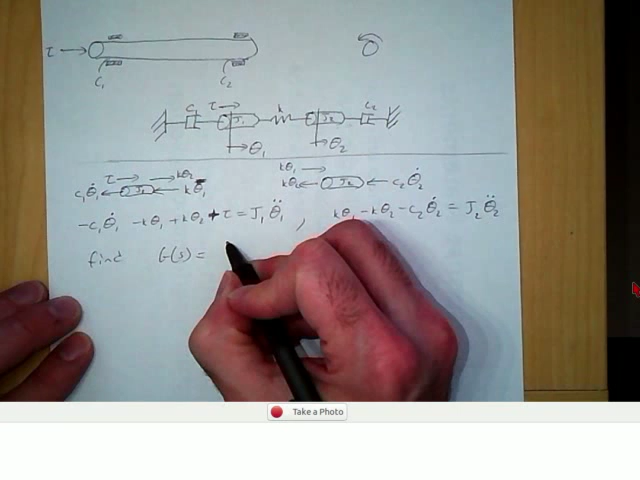 τ
C₁ C₂
C₁ τ J₁ k J₂ C₂
θ₁ θ₂
τ kθ₂ kθ₁
c₁θ̇₁ J₁ kθ₁ kθ₂ J₂ c₂θ̇₂
-c₁θ̇₁ -kθ₁ +kθ₂ +τ = J₁θ̈₁ , kθ₁ -kθ₂ -c₂θ̇₂ = J₂θ̈₂
find G(s) =
Take a Photo